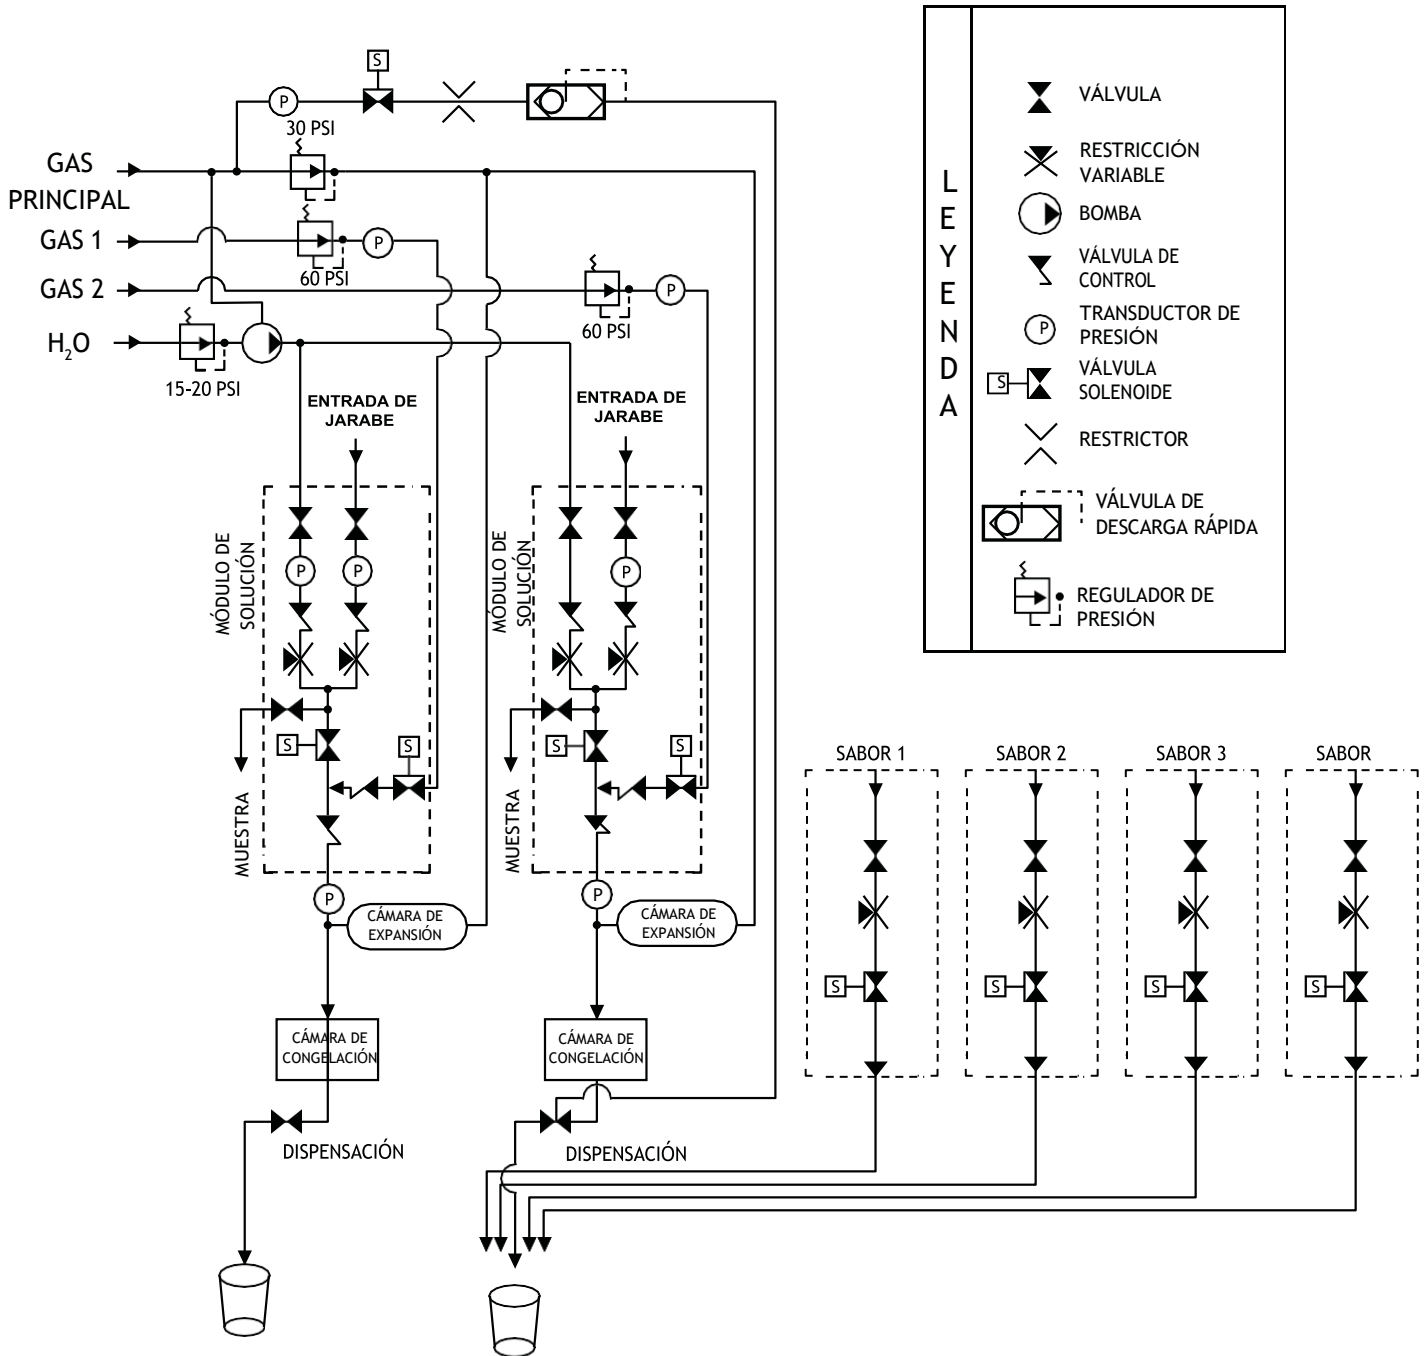 S
P
30 PSI
GAS
PRINCIPAL
GAS 1
P
60 PSI
GAS 2
P
60 PSI
H₂O
15-20 PSI
ENTRADA DE
JARABE
ENTRADA DE
JARABE
MÓDULO DE
SOLUCIÓN
P
P
MÓDULO DE
SOLUCIÓN
P
S
S
MUESTRA
S
S
MUESTRA
P
P
CÁMARA DE
EXPANSIÓN
CÁMARA DE
EXPANSIÓN
CÁMARA DE
CONGELACIÓN
CÁMARA DE
CONGELACIÓN
DISPENSACIÓN
DISPENSACIÓN
LEYENDA
VÁLVULA
RESTRICCIÓN
VARIABLE
BOMBA
VÁLVULA DE
CONTROL
P
TRANSDUCTOR DE
PRESIÓN
S
VÁLVULA
SOLENOIDE
RESTRICTOR
VÁLVULA DE
DESCARGA RÁPIDA
REGULADOR DE
PRESIÓN
SABOR 1
SABOR 2
SABOR 3
SABOR
S
S
S
S